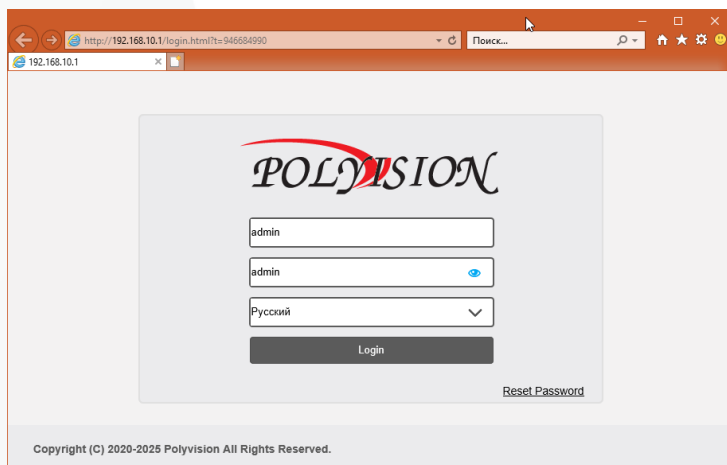 http://192.168.10.1/login.html?t=946684990
Поиск...
192.168.10.1
POLYVISION
admin
admin
Русский
Login
Reset Password
Copyright (C) 2020-2025 Polyvision All Rights Reserved.